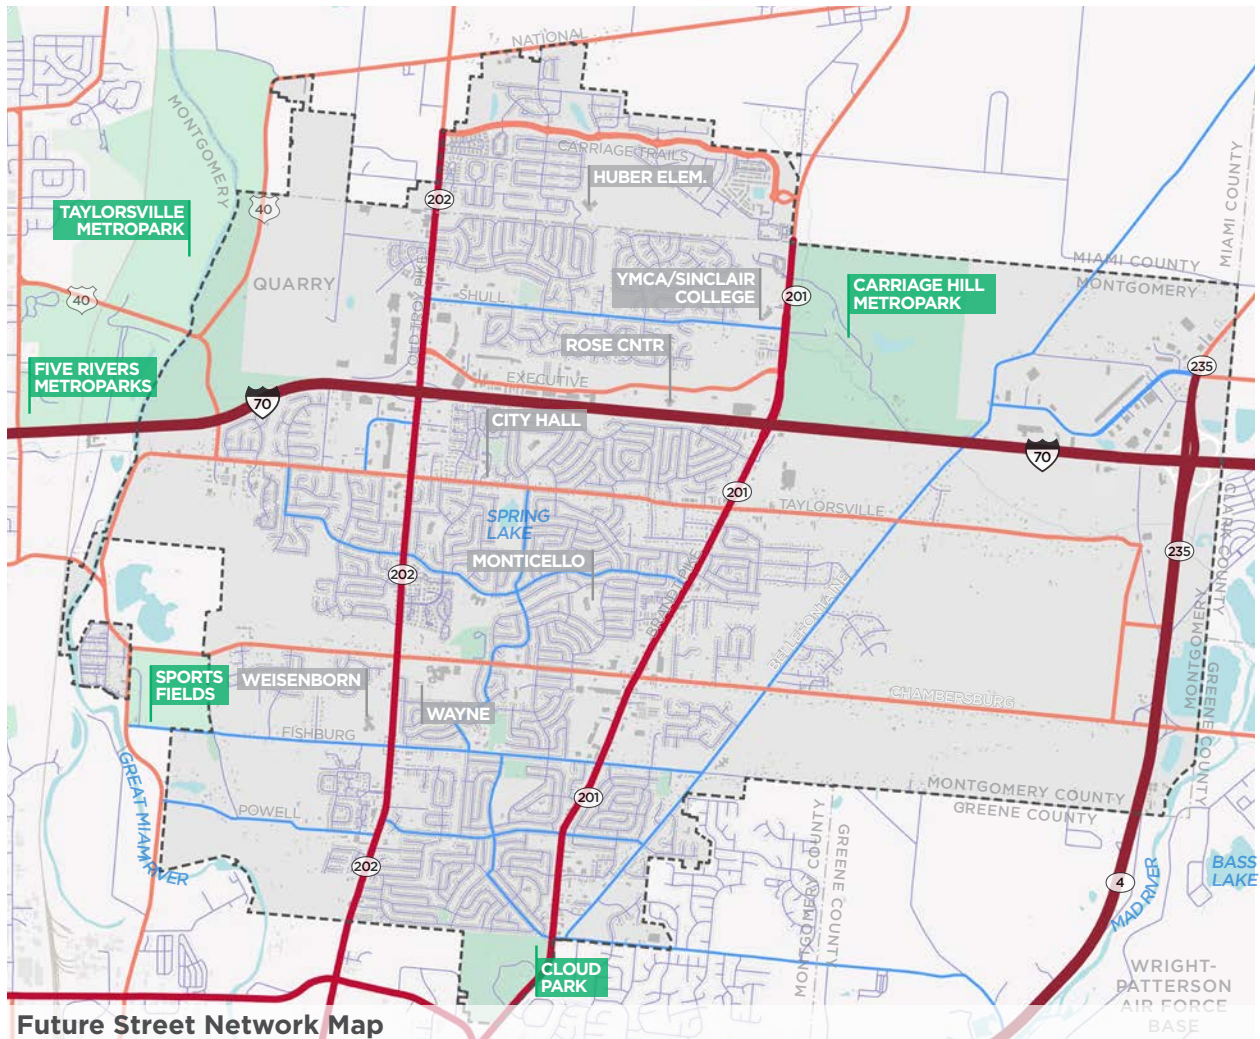 NATIONAL
MONTGOMERY
CARRIAGE TRAILS
HUBER ELEM.
202
TAYLORSVILLE
METROPARK
40
MIAMI COUNTY
MIAMI COUNTY
MONTGOMERY
QUARRY
YMCA/SINCLAIR
COLLEGE
CARRIAGE HILL
METROPARK
40
SHULL
201
OLD TROY PIKE
ROSE CNTR
FIVE RIVERS
METROPARKS
EXECUTIVE
235
70
CITY HALL
70
201
TAYLORSVILLE
CLARK COUNTY
SPRING
LAKE
235
MONTICELLO
202
BRANDT PIKE
BELLEFONTAINE
MONTGOMERY
GREENE COUNTY
SPORTS
FIELDS
WEISENBORN
CHAMBERSBURG
WAYNE
FISHBURG
GREAT MIAMI
RIVER
201
MONTGOMERY COUNTY
GREENE COUNTY
POWELL
MONTGOMERY COUNTY
GREENE COUNTY
202
BASS
LAKE
4
MAD RIVER
CLOUD
PARK
WRIGHT-
PATTERSON
AIR FORCE
BASE
Future Street Network Map